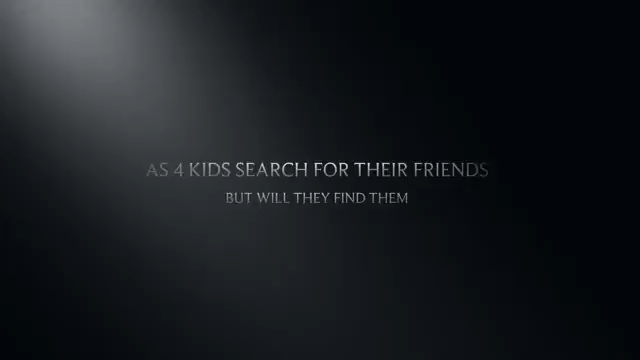 AS 4 KIDS SEARCH FOR THEIR FRIENDS
BUT WILL THEY FIND THEM